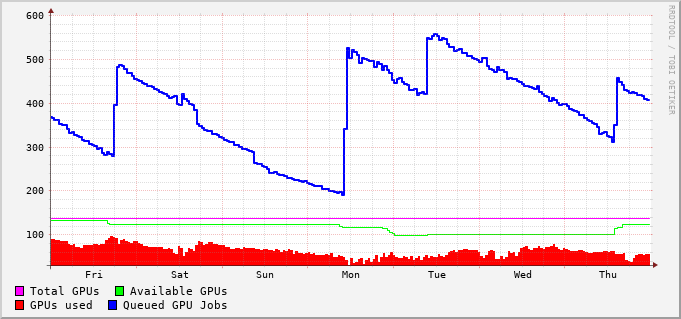 RRDTOOL / TOBI OETIKER
600
500
400
300
200
100
Fri Sat Sun Mon Tue Wed Thu
Total GPUs Available GPUs
GPUs used Queued GPU Jobs